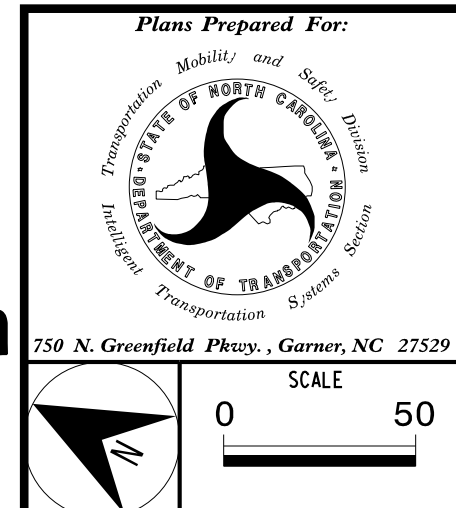 Plans Prepared For:
Transportation Mobility and Safety Division
STATE OF NORTH CAROLINA
DEPARTMENT OF TRANSPORTATION
Intelligent Transportation Systems Section
750 N. Greenfield Pkwy., Garner, NC 27529
SCALE
0 50
N